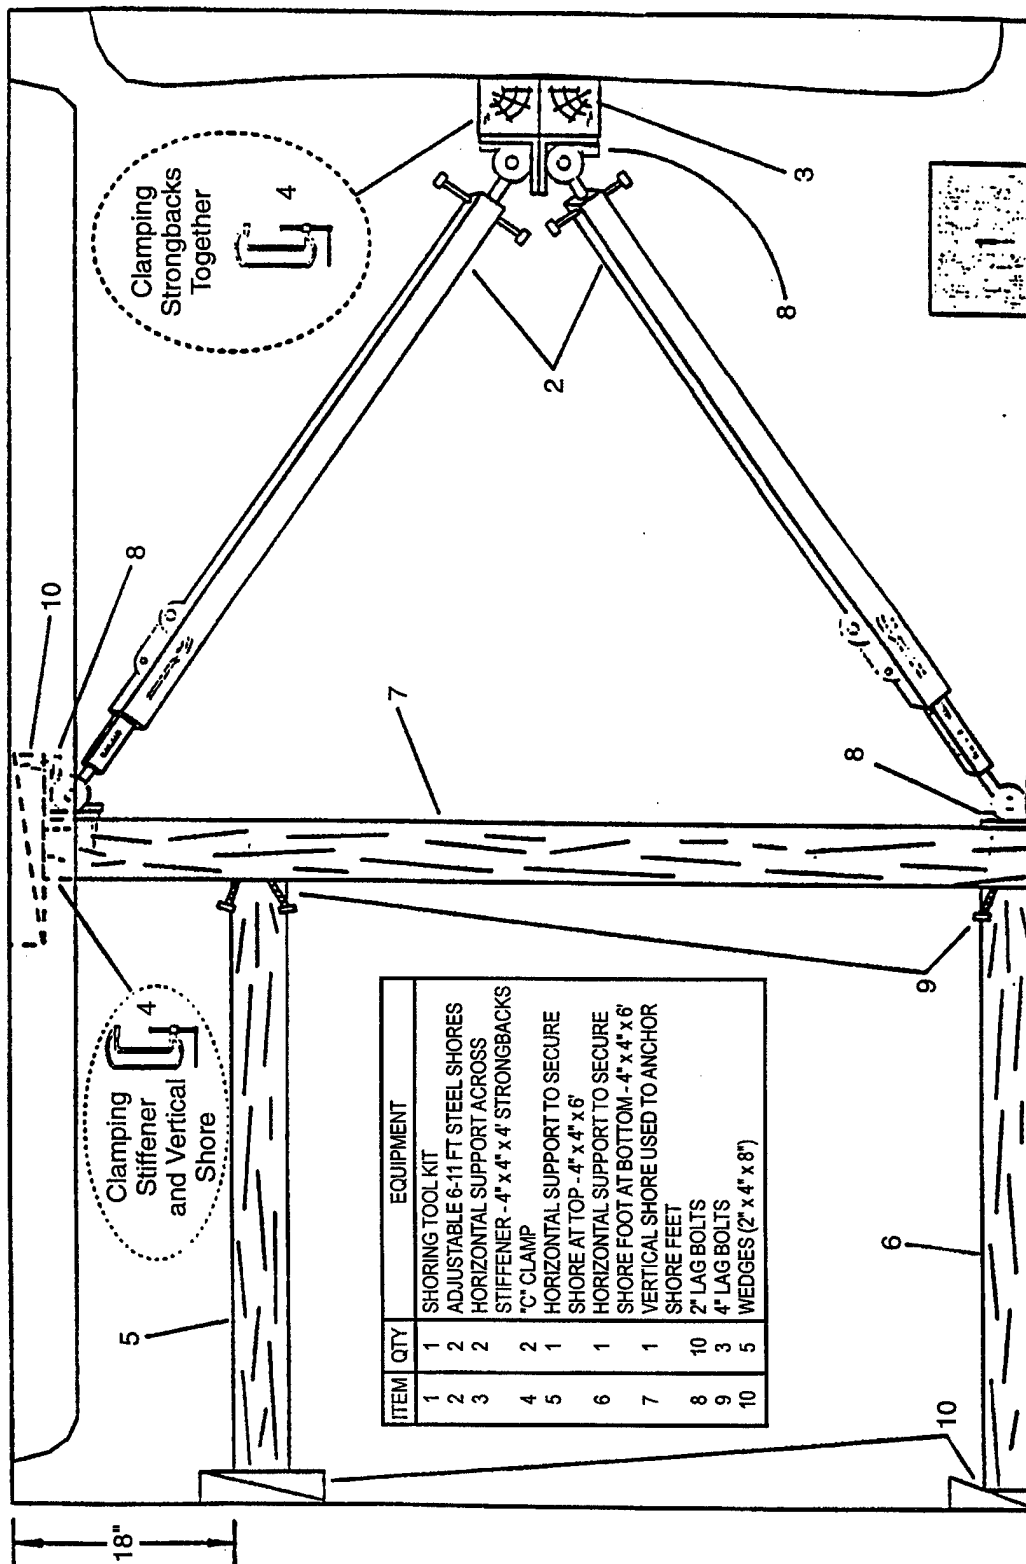 Clamping
Stiffener
and Vertical
Shore
4
10
8
Clamping
Strongbacks
Together
4
18"
5
7
2
3
8
8
9
6
10
1
ITEM QTY EQUIPMENT
1 1 SHORING TOOL KIT
2 2 ADJUSTABLE 6-11 FT STEEL SHORES
3 2 HORIZONTAL SUPPORT ACROSS
STIFFENER - 4" x 4" x 4' STRONGBACKS
4 2 "C" CLAMP
5 1 HORIZONTAL SUPPORT TO SECURE
SHORE AT TOP - 4" x 4" x 6'
6 1 HORIZONTAL SUPPORT TO SECURE
SHORE FOOT AT BOTTOM - 4" x 4" x 6'
7 1 VERTICAL SHORE USED TO ANCHOR
SHORE FEET
8 10 2" LAG BOLTS
9 3 4" LAG BOLTS
10 5 WEDGES (2" x 4" x 8")